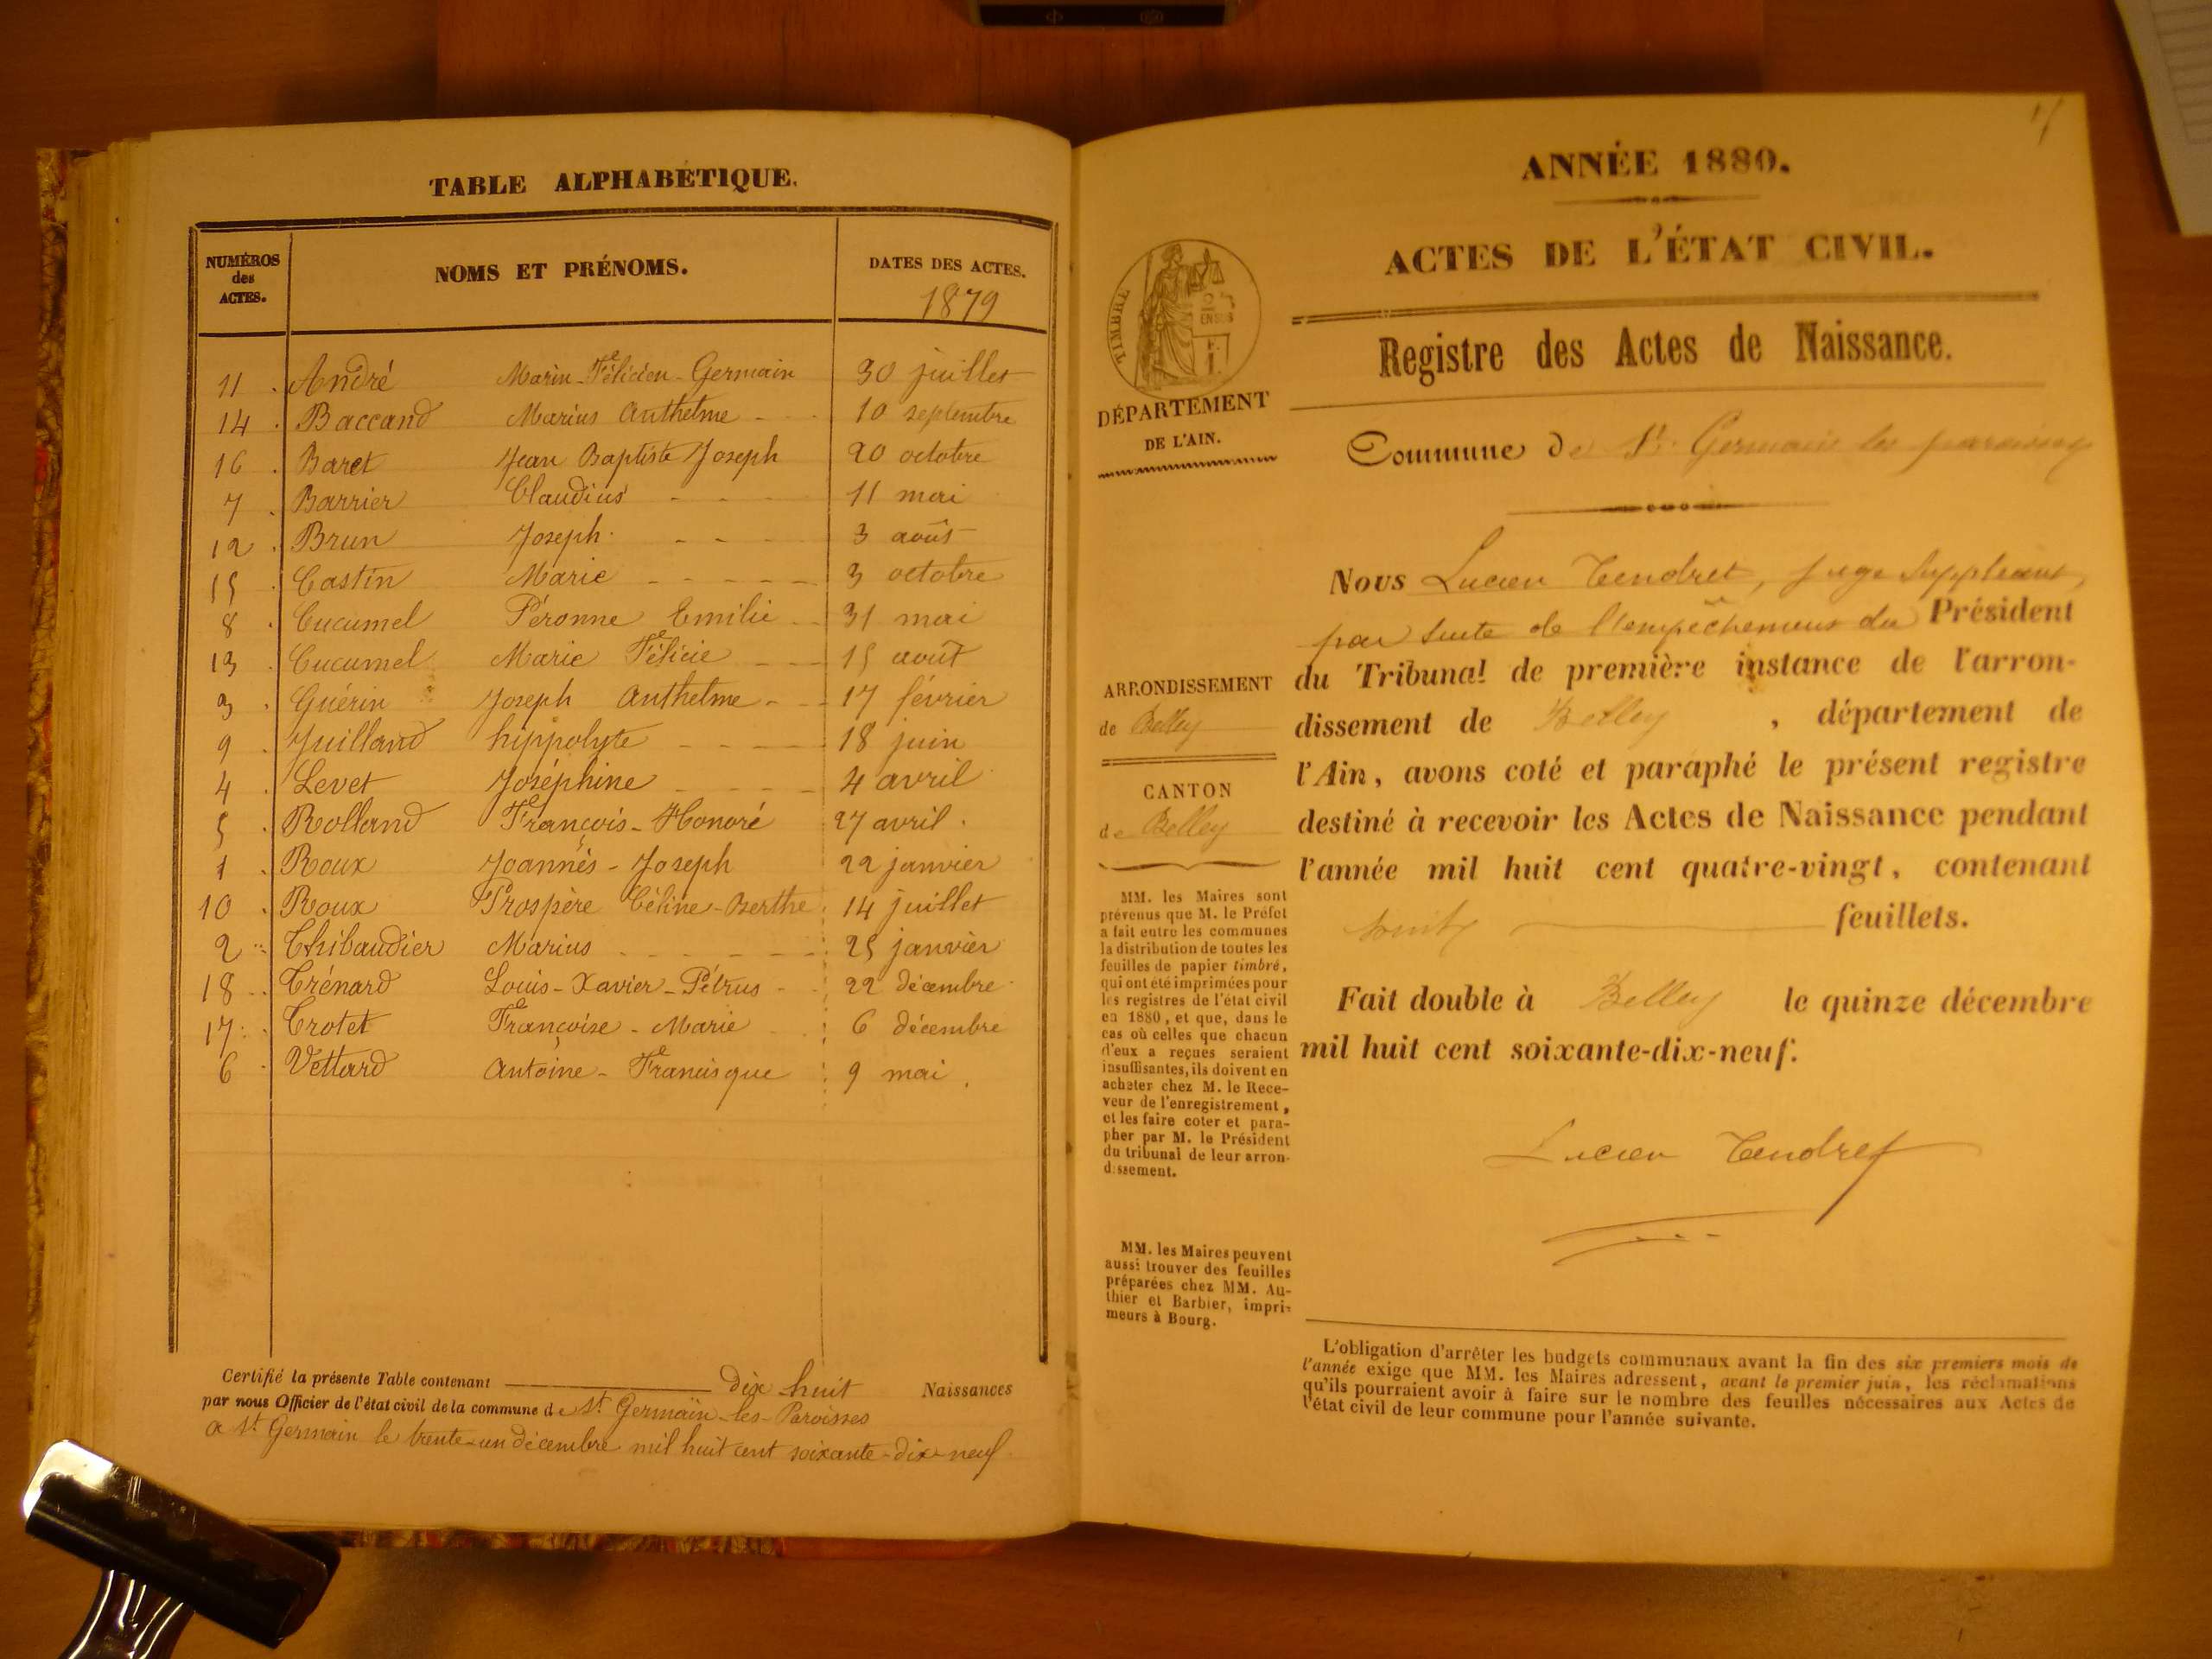 TABLE ALPHABÉTIQUE.
NUMÉROS des ACTES. NOMS ET PRÉNOMS. DATES DES ACTES.
1879
11 André Marin-Félicien-Germain 30 juillet
14 Baccand Marius Anthelme 10 septembre
16 Baret Jean Baptiste Joseph 20 octobre
7 Barrier Claudius 11 mai
12 Brun Joseph 3 août
15 Castin Marie 3 octobre
8 Cucumel Péronne Emilie 31 mai
13 Cucumel Marie Félicie 15 août
3 Guérin Joseph Anthelme 17 février
9 Juilland hippolyte 18 juin
4 Levet Joséphine 4 avril
5 Rolland François-Honoré 27 avril
1 Roux Joannès-Joseph 22 janvier
10 Roux Prospère Céline-Berthe 14 juillet
2 Thibaudier Marius 25 janvier
18 Trénard Louis-Xavier-Pétrus 22 décembre
17 Trotet Françoise-Marie 6 décembre
6 Vettard Antoine-Francisque 9 mai
Certifié la présente Table contenant dix huit Naissances
par nous Officier de l'état civil de la commune de St Germain-les-Paroisses
a St Germain le trente-un décembre mil huit cent soixante-dix-neuf
ANNÉE 1880.
ACTES DE L'ÉTAT CIVIL.
TIMBRE
Registre des Actes de Naissance.
DÉPARTEMENT
DE L'AIN.
Commune de St Germain les paroisses
Nous Lucien Tendret, juge Suppléant,
par suite de l'empêchement du Président
du Tribunal de première instance de l'arron-
dissement de Belley, département de
l'Ain, avons coté et paraphé le présent registre
destiné à recevoir les Actes de Naissance pendant
l'année mil huit cent quatre-vingt, contenant
feuillets.
Fait double à Belley le quinze décembre
mil huit cent soixante-dix-neuf.
Lucien Tendret
ARRONDISSEMENT
de Belley
CANTON
de Belley
MM. les Maires sont
prévenus que M. le Préfet
a fait entre les communes
la distribution de toutes les
feuilles de papier timbré,
qui ont été imprimées pour
les registres de l'état civil
en 1880, et que, dans le
cas où celles que chacun
d'eux a reçues seraient
insuffisantes, ils doivent en
acheter chez M. le Rece-
veur de l'enregistrement,
et les faire coter et para-
pher par M. le Président
du tribunal de leur arron-
dissement.
MM. les Maires peuvent
aussi trouver des feuilles
préparées chez MM. Au-
thier et Barbier, impri-
meurs à Bourg.
L'obligation d'arrêter les budgets communaux avant la fin des six premiers mois de
l'année exige que MM. les Maires adressent, avant le premier juin, les réclamations
qu'ils pourraient avoir à faire sur le nombre des feuilles nécessaires aux Actes de
l'état civil de leur commune pour l'année suivante.